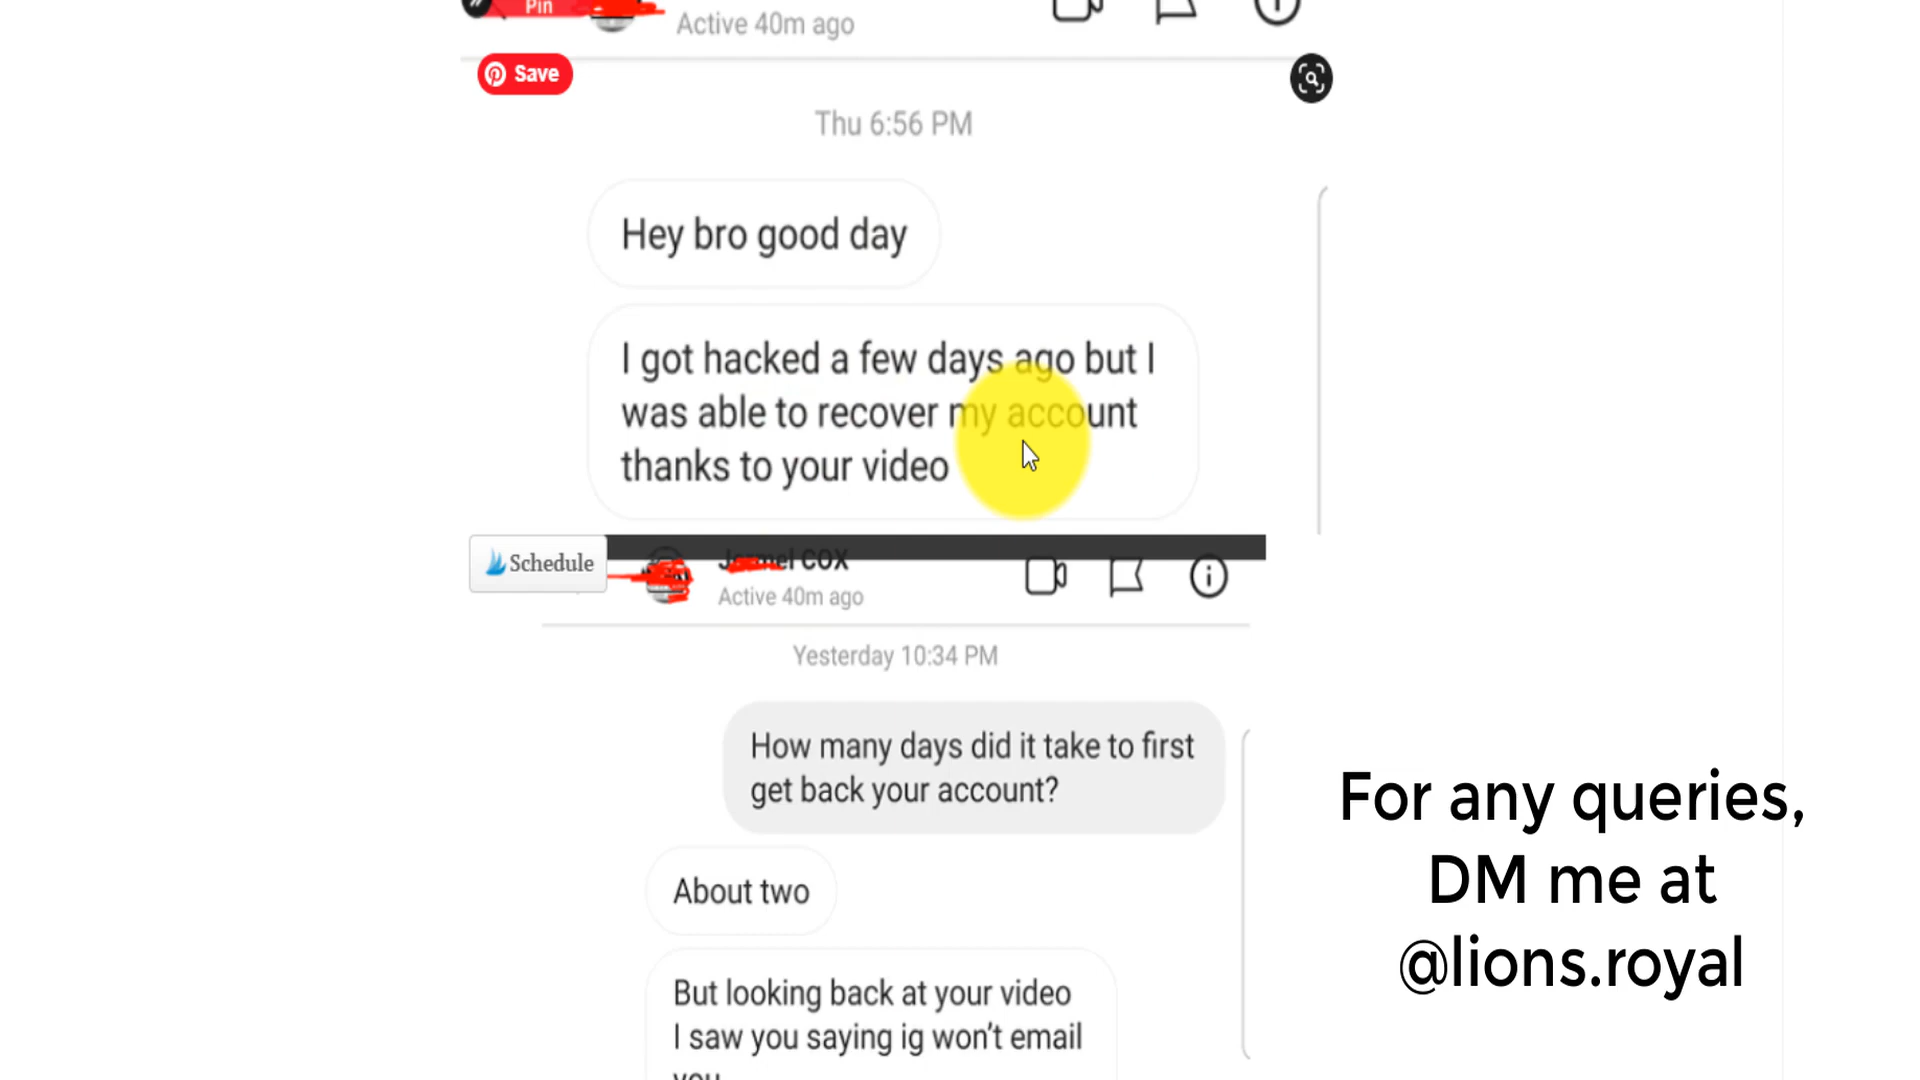 Pin
Active 40m ago
Save
Thu 6:56 PM
Hey bro good day
I got hacked a few days ago but I
was able to recover my account
thanks to your video
Schedule
COX
Active 40m ago
Yesterday 10:34 PM
How many days did it take to first
get back your account?
About two
But looking back at your video
I saw you saying ig won't email
you
For any queries,
DM me at
@lions.royal